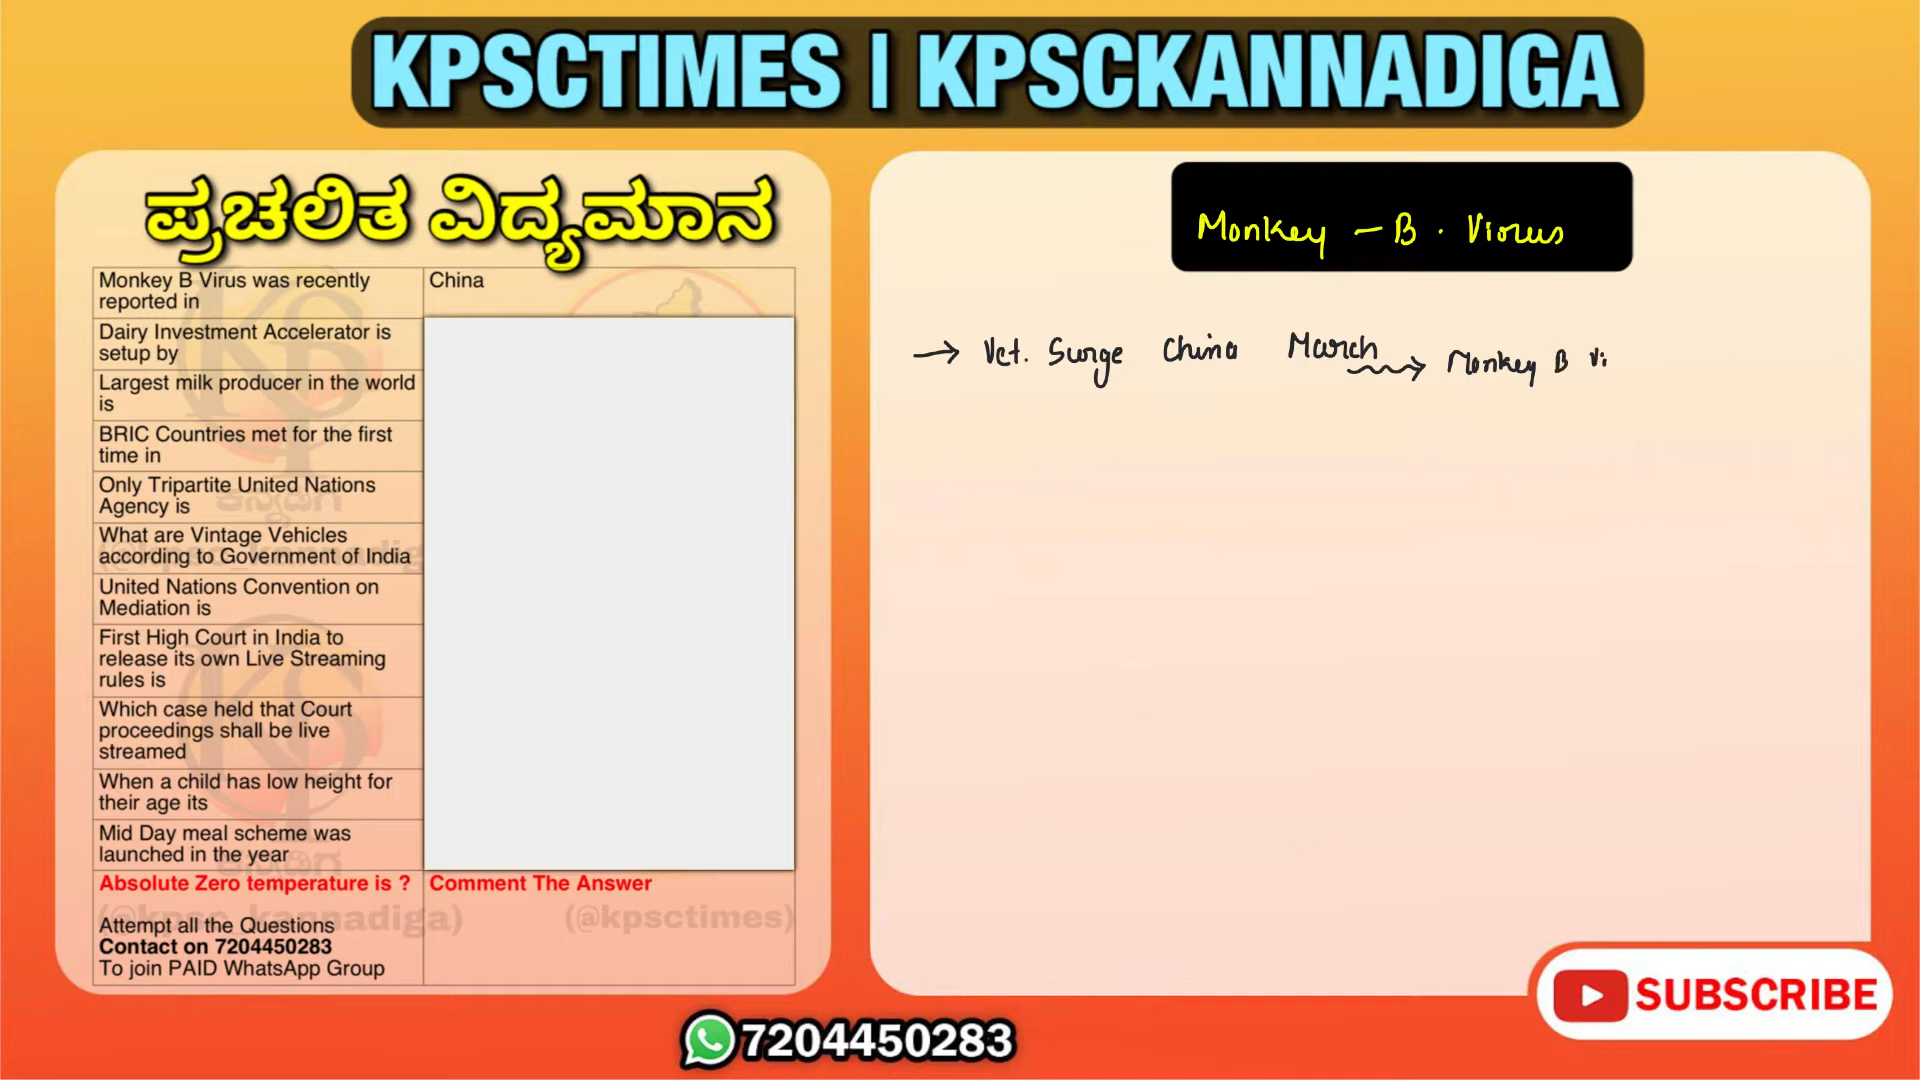 KPSCTIMES | KPSCKANNADIGA
ಪ್ರಚಲಿತ ವಿದ್ಯಮಾನ
Monkey B Virus was recently
reported in
China
Dairy Investment Accelerator is
setup by
Largest milk producer in the world
is
BRIC Countries met for the first
time in
Only Tripartite United Nations
Agency is
What are Vintage Vehicles
according to Government of India
United Nations Convention on
Mediation is
First High Court in India to
release its own Live Streaming
rules is
Which case held that Court
proceedings shall be live
streamed
When a child has low height for
their age its
Mid Day meal scheme was
launched in the year
Absolute Zero temperature is ?
Comment The Answer
Attempt all the Questions
Contact on 7204450283
To join PAID WhatsApp Group
ಕನ್ನಡಿಗ
(@kpsc_kannadiga)
(@kpsctimes)
Monkey - B . Virus
→ Vet. Surge China March → Monkey B Vi
SUBSCRIBE
7204450283